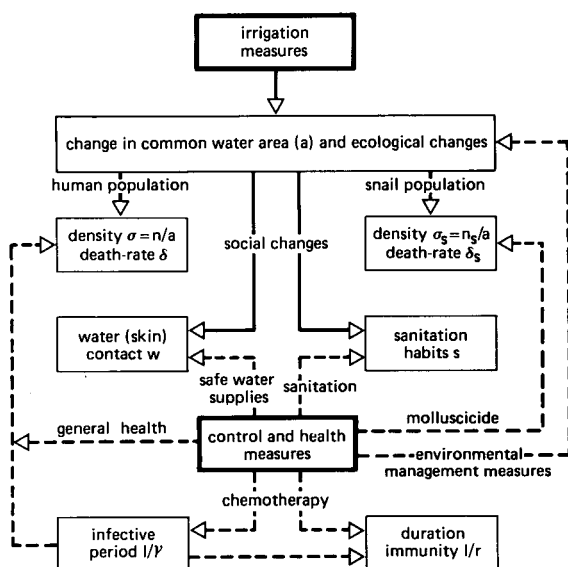 irrigation
measures
change in common water area (a) and ecological changes
human population
snail population
density σ=n/a
death-rate δ
social changes
density σₛ=nₛ/a
death-rate δₛ
water (skin)
contact w
sanitation
habits s
safe water
supplies
sanitation
general health
control and health
measures
molluscicide
environmental
management measures
chemotherapy
infective
period l/γ
duration
immunity l/r